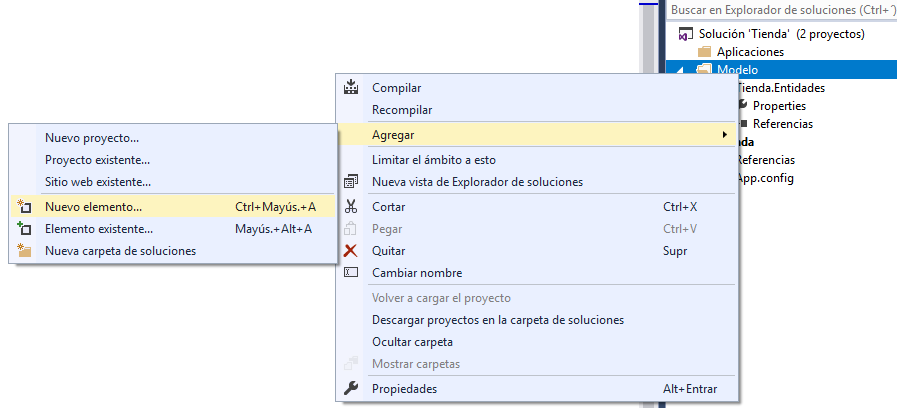 Buscar en Explorador de soluciones (Ctrl+´)
Solución 'Tienda' (2 proyectos)
Aplicaciones
Modelo
Tienda.Entidades
Properties
Referencias
nda
Referencias
App.config
Compilar
Recompilar
Agregar
Limitar el ámbito a esto
Nueva vista de Explorador de soluciones
Cortar Ctrl+X
Pegar Ctrl+V
Quitar Supr
Cambiar nombre
Volver a cargar el proyecto
Descargar proyectos en la carpeta de soluciones
Ocultar carpeta
Mostrar carpetas
Propiedades Alt+Entrar
Nuevo proyecto...
Proyecto existente...
Sitio web existente...
Nuevo elemento... Ctrl+Mayús.+A
Elemento existente... Mayús.+Alt+A
Nueva carpeta de soluciones